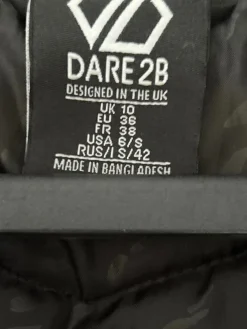 DARE 2B
DESIGNED IN THE UK
UK 10
EU 36
FR 38
USA 6/S
RUS/I S/42
MADE IN BANGLADESH